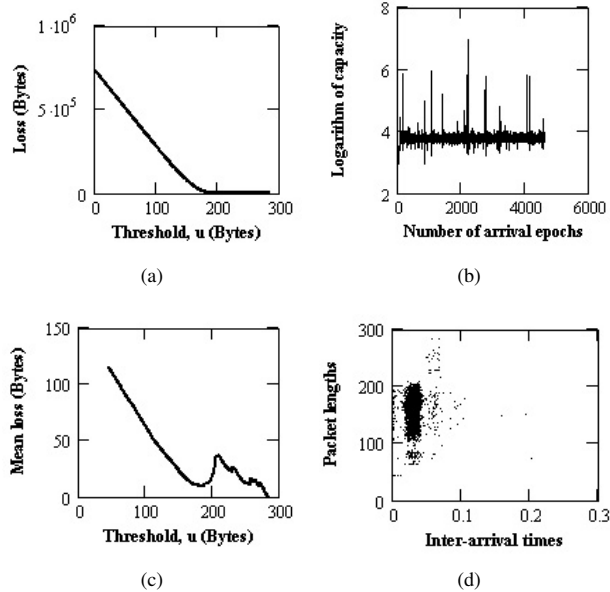 1·10⁶
5·10⁵
0
0 100 200 300
Loss (Bytes)
Threshold, u (Bytes)
(a)
8
6
4
2
0 2000 4000 6000
Logarithm of capacity
Number of arrival epochs
(b)
150
100
50
0
0 100 200 300
Mean loss (Bytes)
Threshold, u (Bytes)
(c)
300
200
100
0
0 0.1 0.2 0.3
Packet lengths
Inter-arrival times
(d)